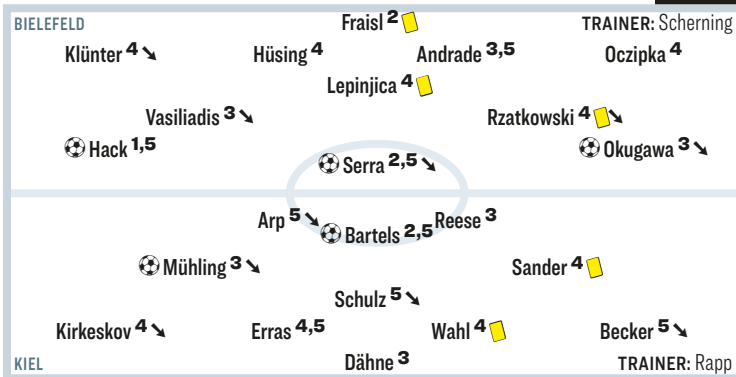 BIELEFELD Fraisl 2 TRAINER: Scherning
Klünter 4 Hüsing 4 Andrade 3,5 Oczipka 4
Lepinjica 4
Vasiliadis 3 Rzatkowski 4
Hack 1,5 Okugawa 3
Serra 2,5
Arp 5 Bartels 2,5 Reese 3
Mühling 3 Sander 4
Schulz 5
Kirkeskov 4 Erras 4,5 Wahl 4 Becker 5
KIEL Dähne 3 TRAINER: Rapp